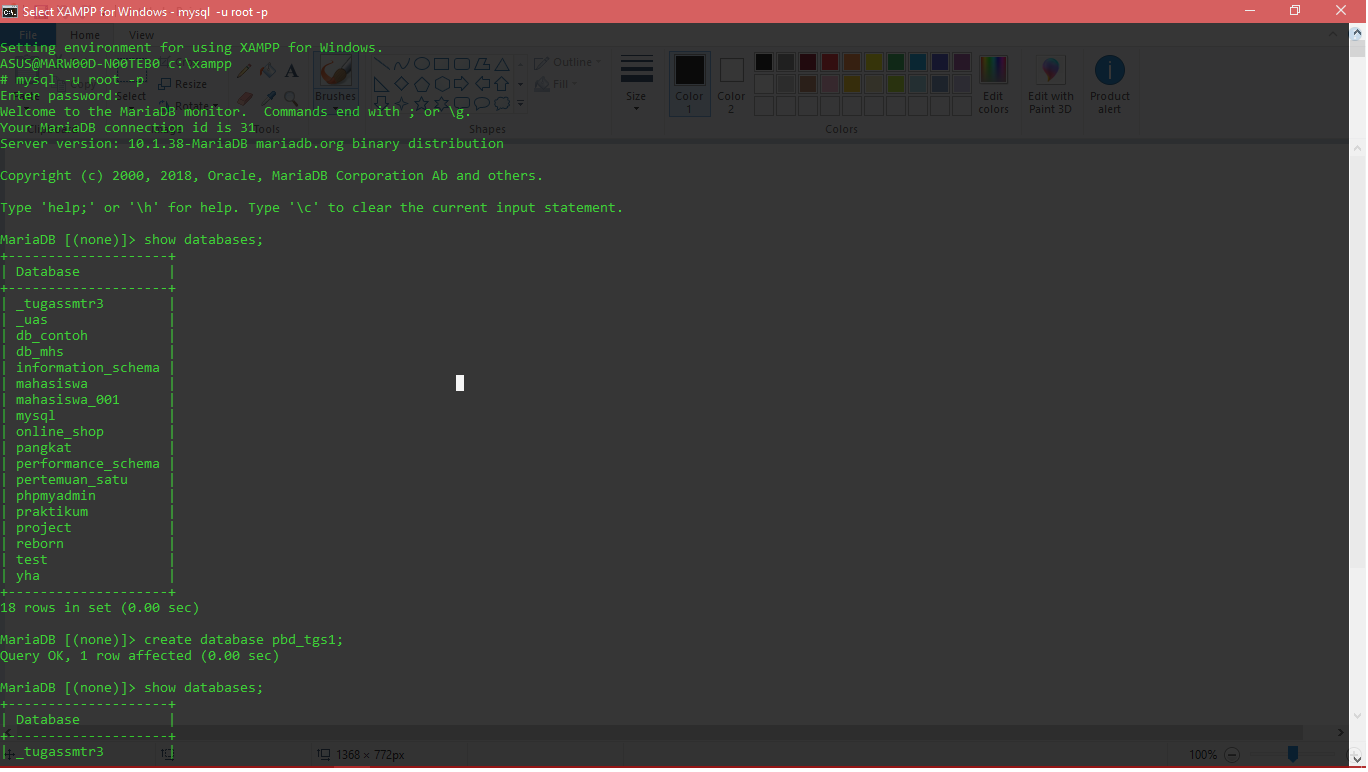 Select XAMPP for Windows - mysql  -u root -p
File Home View
Setting environment for using XAMPP for Windows.
ASUS@MARW00D-N00TEB0 c:\xampp
# mysql -u root -p
Enter password:
Welcome to the MariaDB monitor.  Commands end with ; or \g.
Your MariaDB connection id is 31
Server version: 10.1.38-MariaDB mariadb.org binary distribution
Resize
Rotate
Select
Brushes
Shapes
Outline
Fill
Size
Color
1
Color
2
Colors
Edit
colors
Edit with
Paint 3D
Product
alert
Copyright (c) 2000, 2018, Oracle, MariaDB Corporation Ab and others.
Type 'help;' or '\h' for help. Type '\c' to clear the current input statement.
MariaDB [(none)]> show databases;
+--------------------+
| Database           |
+--------------------+
| _tugassmtr3        |
| _uas               |
| db_contoh          |
| db_mhs             |
| information_schema |
| mahasiswa          |
| mahasiswa_001      |
| mysql              |
| online_shop        |
| pangkat            |
| performance_schema |
| pertemuan_satu     |
| phpmyadmin         |
| praktikum          |
| project            |
| reborn             |
| test               |
| yha                |
+--------------------+
18 rows in set (0.00 sec)
MariaDB [(none)]> create database pbd_tgs1;
Query OK, 1 row affected (0.00 sec)
MariaDB [(none)]> show databases;
+--------------------+
| Database           |
+--------------------+
| _tugassmtr3        |
1368 × 772px
100%